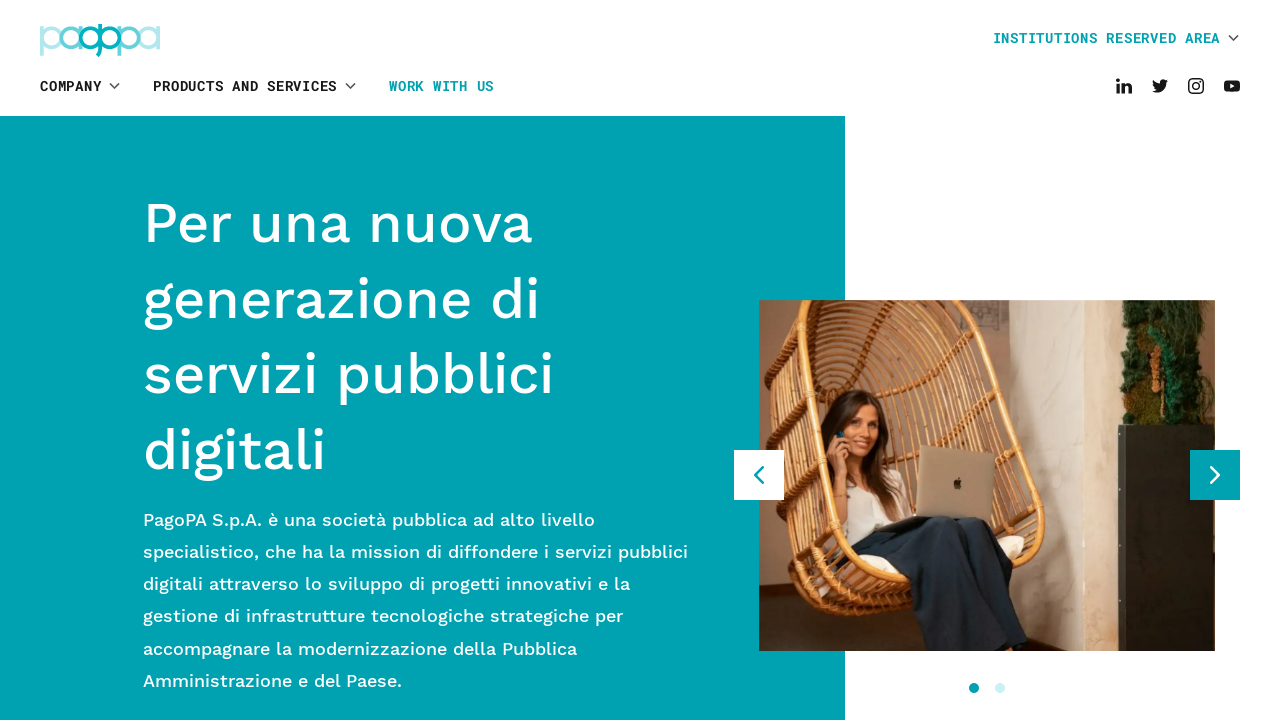 pagopa
INSTITUTIONS RESERVED AREA
COMPANY
PRODUCTS AND SERVICES
WORK WITH US
Per una nuova
generazione di
servizi pubblici
digitali
PagoPA S.p.A. è una società pubblica ad alto livello
specialistico, che ha la mission di diffondere i servizi pubblici
digitali attraverso lo sviluppo di progetti innovativi e la
gestione di infrastrutture tecnologiche strategiche per
accompagnare la modernizzazione della Pubblica
Amministrazione e del Paese.